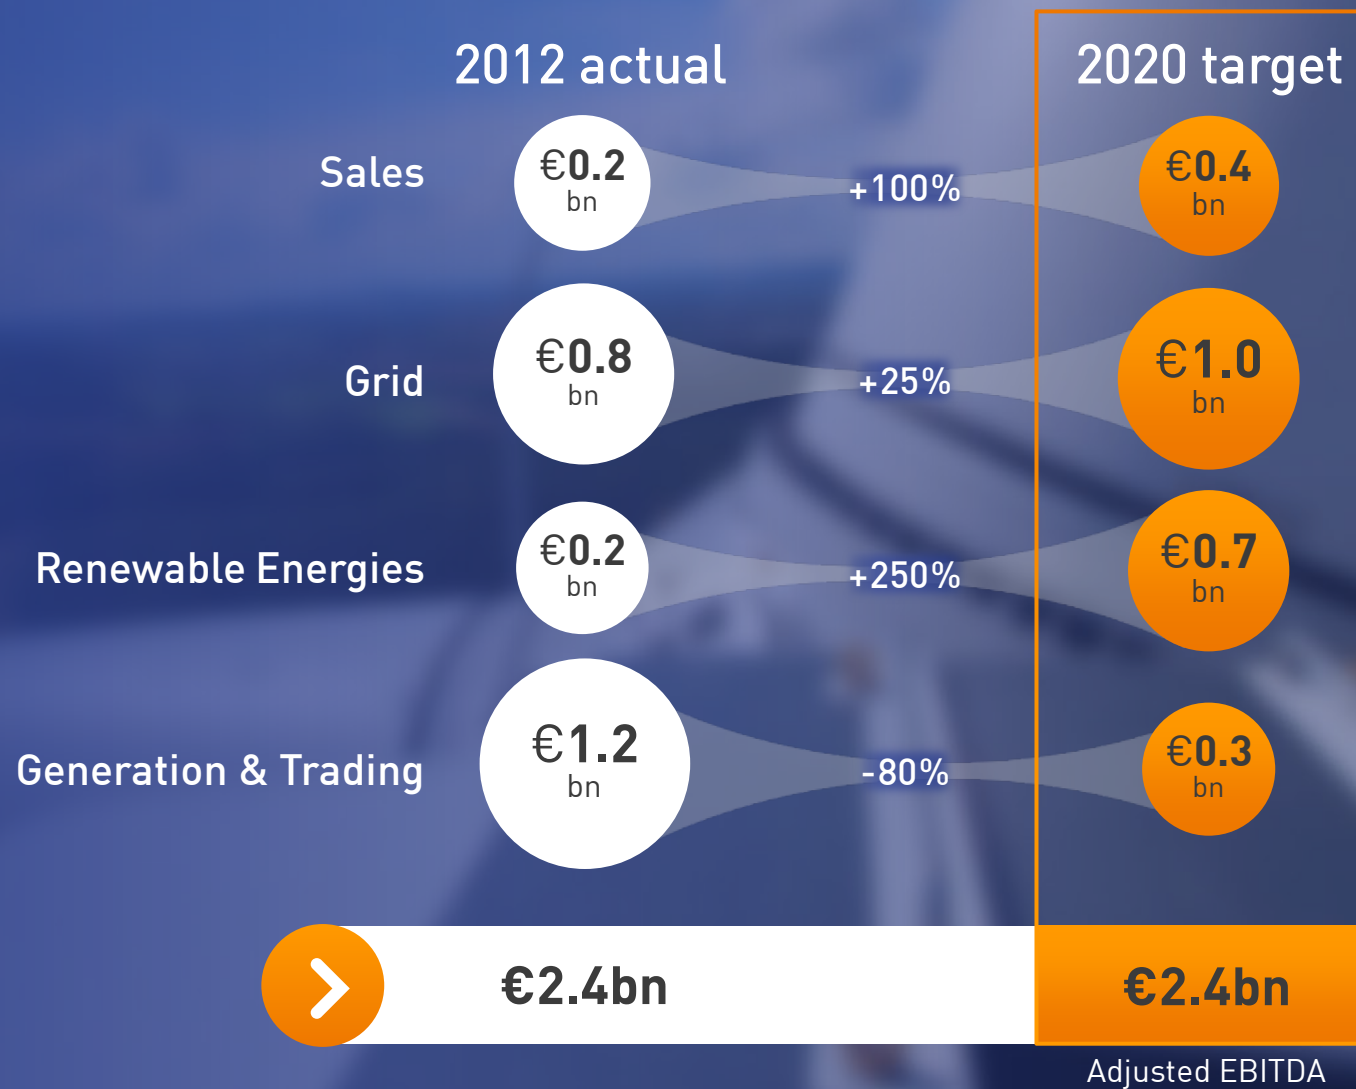 2012 actual
2020 target
Sales
€0.2
bn
+100%
€0.4
bn
Grid
€0.8
bn
+25%
€1.0
bn
Renewable Energies
€0.2
bn
+250%
€0.7
bn
Generation & Trading
€1.2
bn
-80%
€0.3
bn
€2.4bn
€2.4bn
Adjusted EBITDA